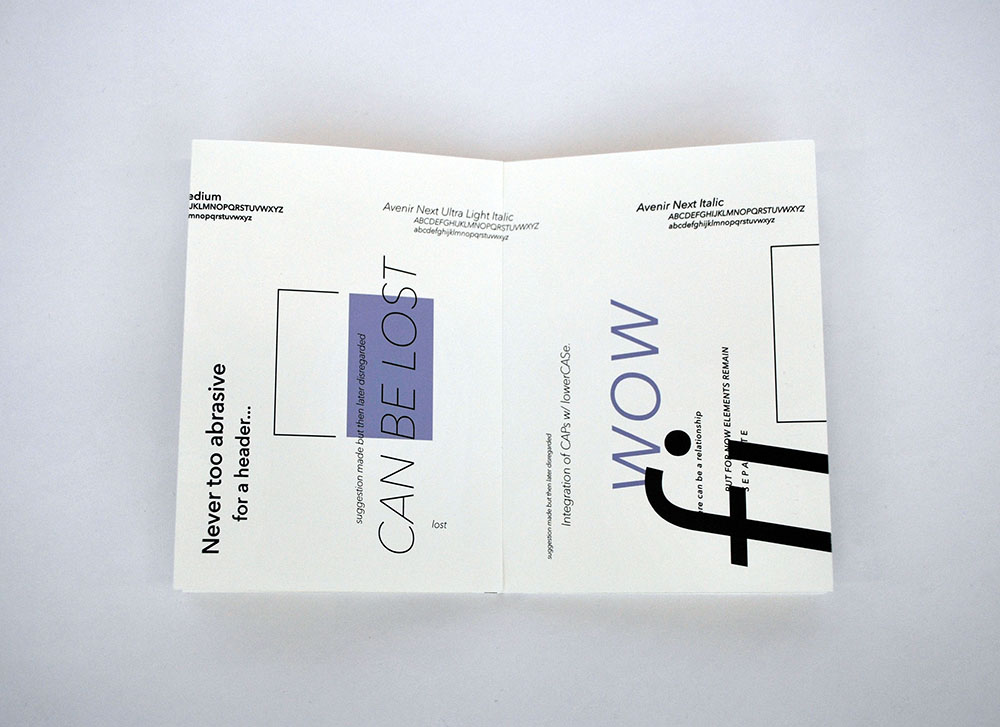 edium
JKLMNOPQRSTUVWXYZ
mnopqrstuvwxyz
Never too abrasive
for a header...
Avenir Next Ultra Light Italic
ABCDEFGHIJKLMNOPQRSTUVWXYZ
abcdefghijklmnopqrstuvwxyz
suggestion made but then later disregarded
CAN BE LOST
lost
Avenir Next Italic
ABCDEFGHIJKLMNOPQRSTUVWXYZ
abcdefghijklmnopqrstuvwxyz
suggestion made but then later disregarded
Integration of CAPs w/ lowerCASe.
WOW
re can be a relationship
BUT FOR NOW ELEMENTS REMAIN
SEPARATE
fi